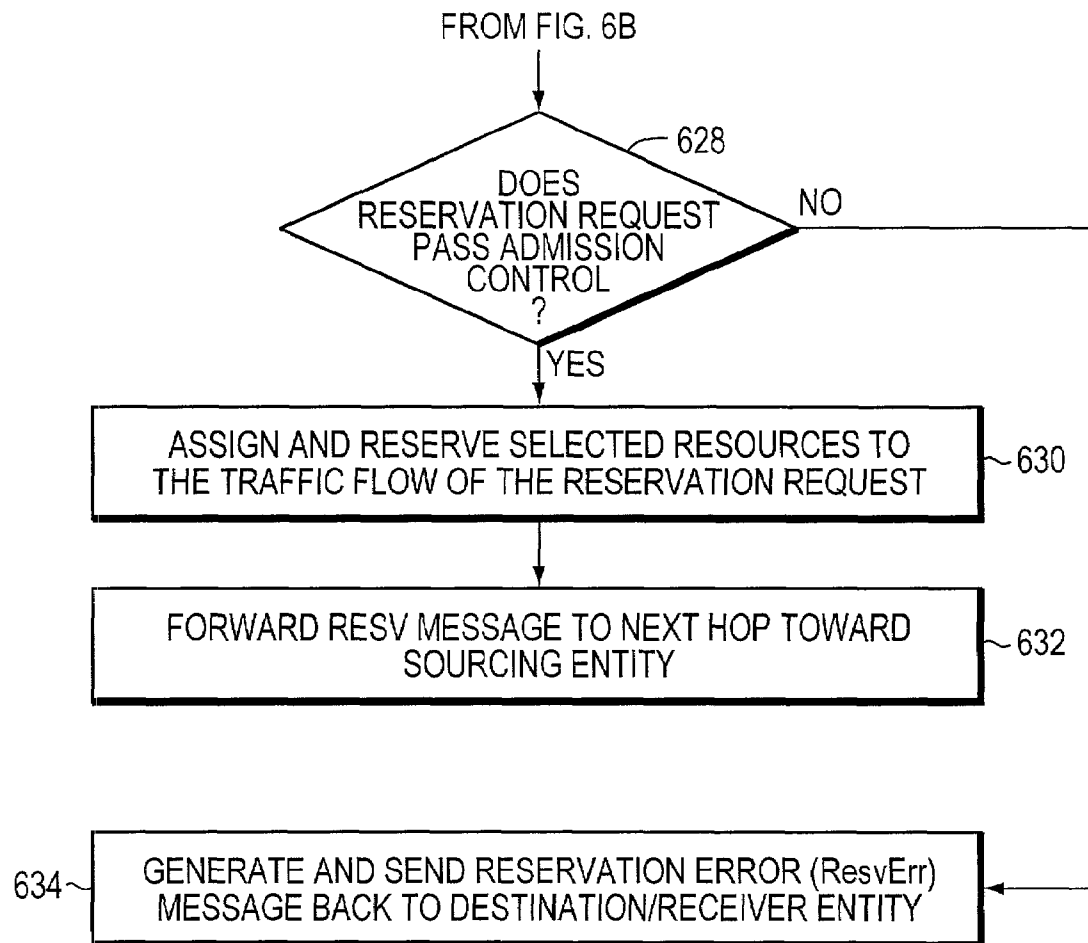 FROM FIG. 6B
628
DOES
RESERVATION REQUEST
PASS ADMISSION
CONTROL
?
NO
YES
ASSIGN AND RESERVE SELECTED RESOURCES TO
THE TRAFFIC FLOW OF THE RESERVATION REQUEST
630
FORWARD RESV MESSAGE TO NEXT HOP TOWARD
SOURCING ENTITY
632
634
GENERATE AND SEND RESERVATION ERROR (ResvErr)
MESSAGE BACK TO DESTINATION/RECEIVER ENTITY